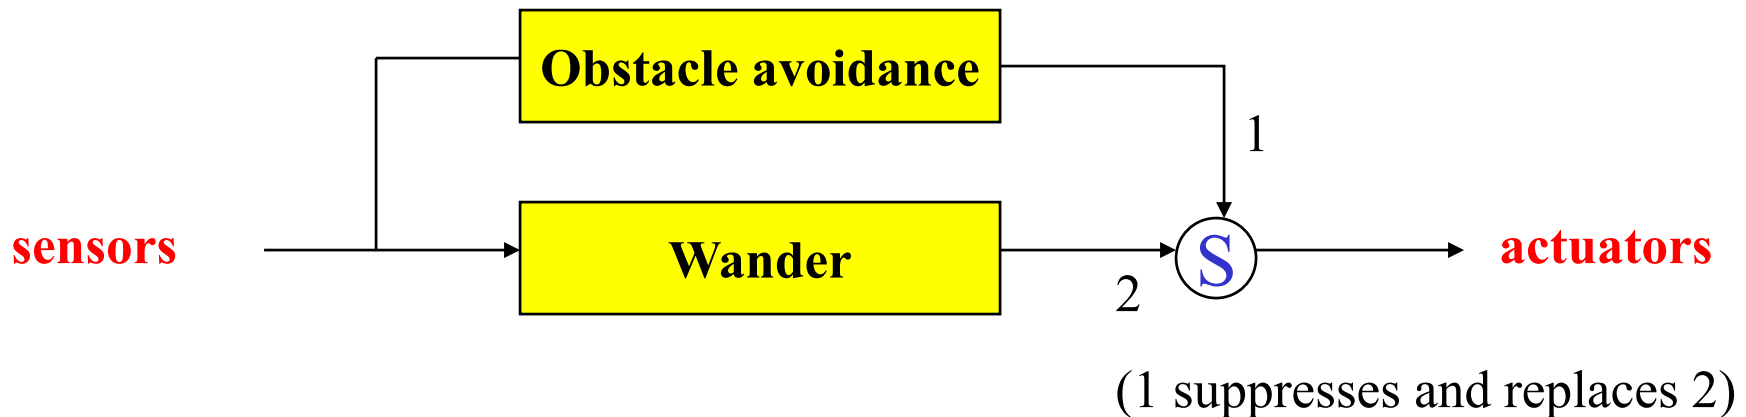 Obstacle avoidance
1
sensors
Wander
S
actuators
2
(1 suppresses and replaces 2)